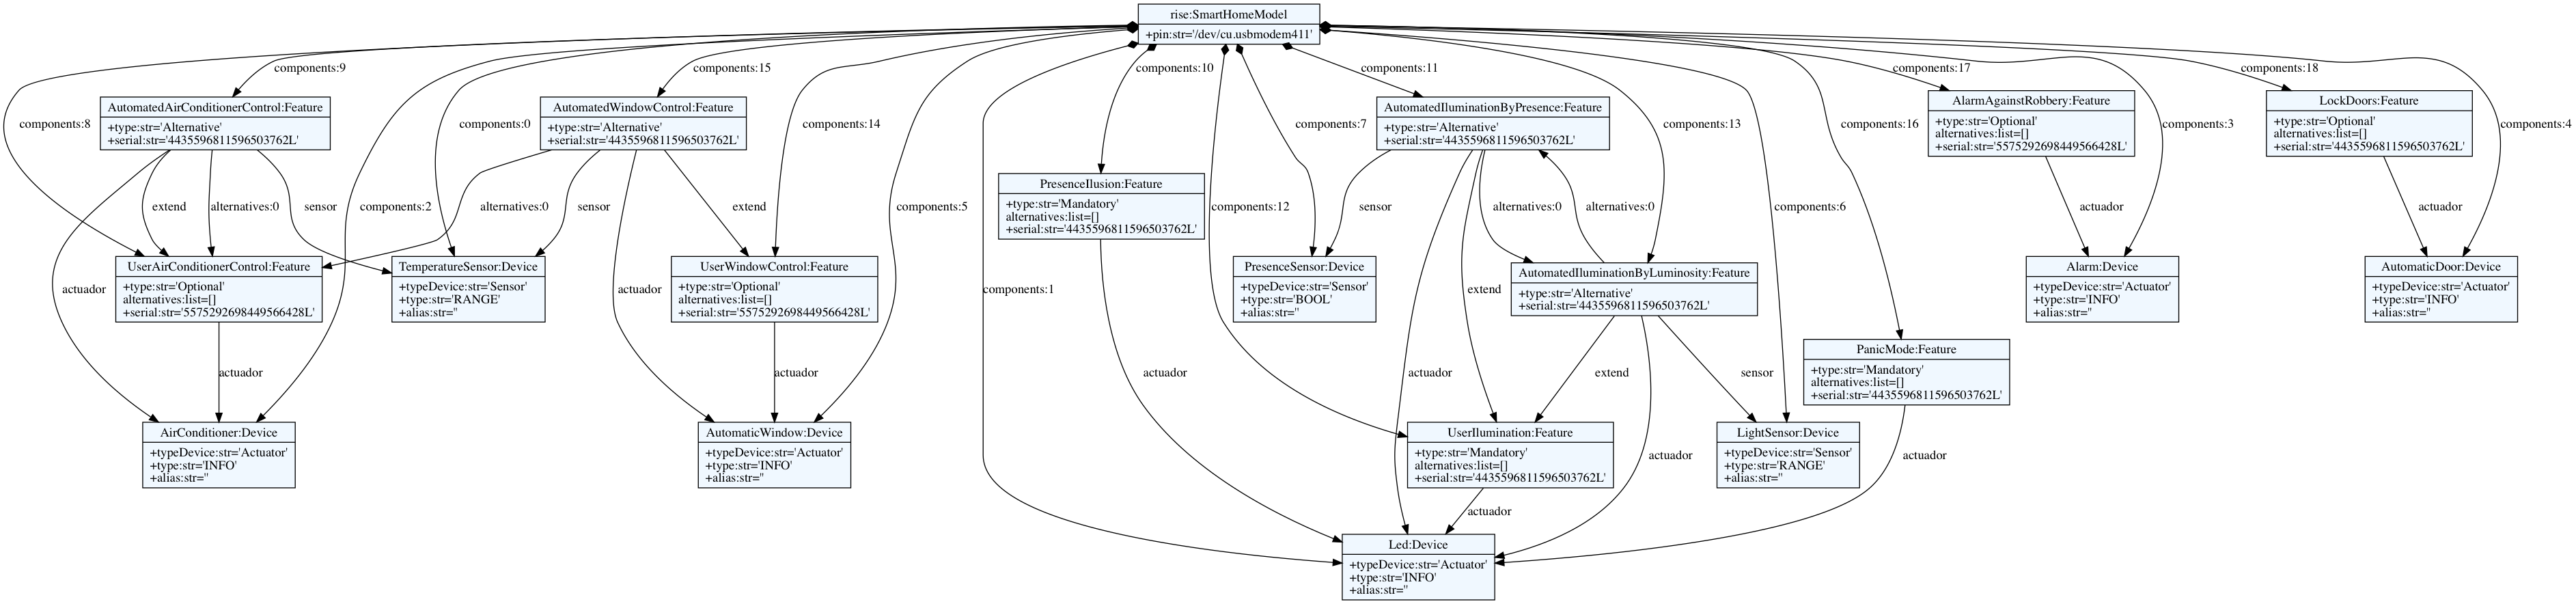 rise:SmartHomeModel
+pin:str='/dev/cu.usbmodem411'
components:9
components:15
components:10
components:11
components:17
components:18
AutomatedAirConditionerControl:Feature
+type:str='Alternative'
+serial:str='4435596811596503762L'
AutomatedWindowControl:Feature
+type:str='Alternative'
+serial:str='4435596811596503762L'
AutomatedIluminationByPresence:Feature
+type:str='Alternative'
+serial:str='4435596811596503762L'
AlarmAgainstRobbery:Feature
+type:str='Optional'
alternatives:list=[]
+serial:str='5575292698449566428L'
LockDoors:Feature
+type:str='Optional'
alternatives:list=[]
+serial:str='4435596811596503762L'
components:8
components:0
components:14
components:7
components:13
components:16
components:3
components:4
PresenceIlusion:Feature
+type:str='Mandatory'
alternatives:list=[]
+serial:str='4435596811596503762L'
extend
alternatives:0
sensor
components:2
alternatives:0
sensor
extend
components:5
components:12
sensor
alternatives:0
alternatives:0
components:6
actuador
actuador
UserAirConditionerControl:Feature
+type:str='Optional'
alternatives:list=[]
+serial:str='5575292698449566428L'
TemperatureSensor:Device
+typeDevice:str='Sensor'
+type:str='RANGE'
+alias:str=''
UserWindowControl:Feature
+type:str='Optional'
alternatives:list=[]
+serial:str='5575292698449566428L'
PresenceSensor:Device
+typeDevice:str='Sensor'
+type:str='BOOL'
+alias:str=''
AutomatedIluminationByLuminosity:Feature
+type:str='Alternative'
+serial:str='4435596811596503762L'
Alarm:Device
+typeDevice:str='Actuator'
+type:str='INFO'
+alias:str=''
AutomaticDoor:Device
+typeDevice:str='Actuator'
+type:str='INFO'
+alias:str=''
actuador
actuador
components:1
extend
PanicMode:Feature
+type:str='Mandatory'
alternatives:list=[]
+serial:str='4435596811596503762L'
actuador
actuador
actuador
actuador
extend
sensor
AirConditioner:Device
+typeDevice:str='Actuator'
+type:str='INFO'
+alias:str=''
AutomaticWindow:Device
+typeDevice:str='Actuator'
+type:str='INFO'
+alias:str=''
UserIlumination:Feature
+type:str='Mandatory'
alternatives:list=[]
+serial:str='4435596811596503762L'
LightSensor:Device
+typeDevice:str='Sensor'
+type:str='RANGE'
+alias:str=''
actuador
actuador
actuador
Led:Device
+typeDevice:str='Actuator'
+type:str='INFO'
+alias:str=''